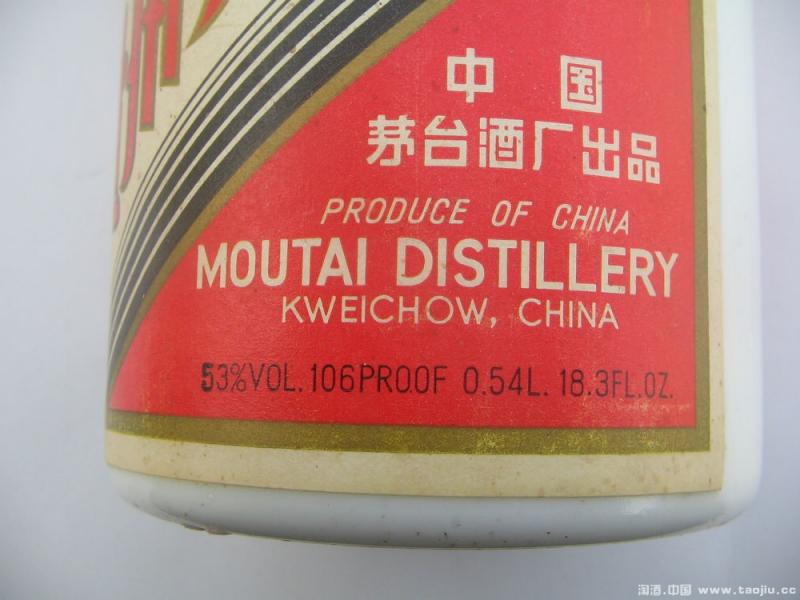 中国
茅台酒厂出品
PRODUCE OF CHINA
MOUTAI DISTILLERY
KWEICHOW, CHINA
53%VOL. 106PROOF 0.54L. 18.3FL.OZ.
淘酒.中国 www.taojiu.cc